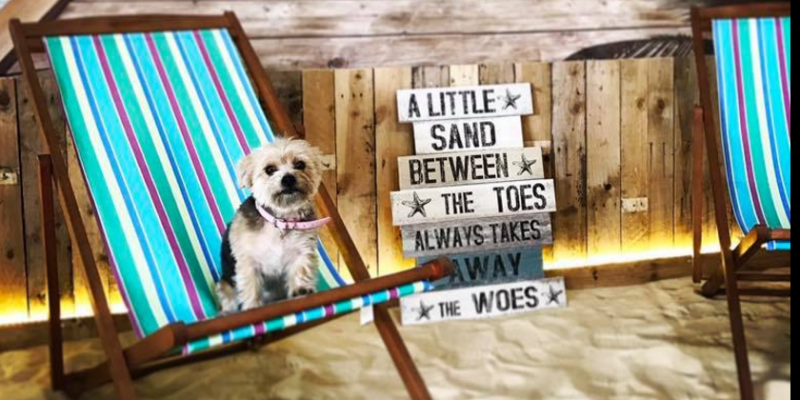 A LITTLE
SAND
BETWEEN
THE TOES
ALWAYS TAKES
AWAY
THE WOES